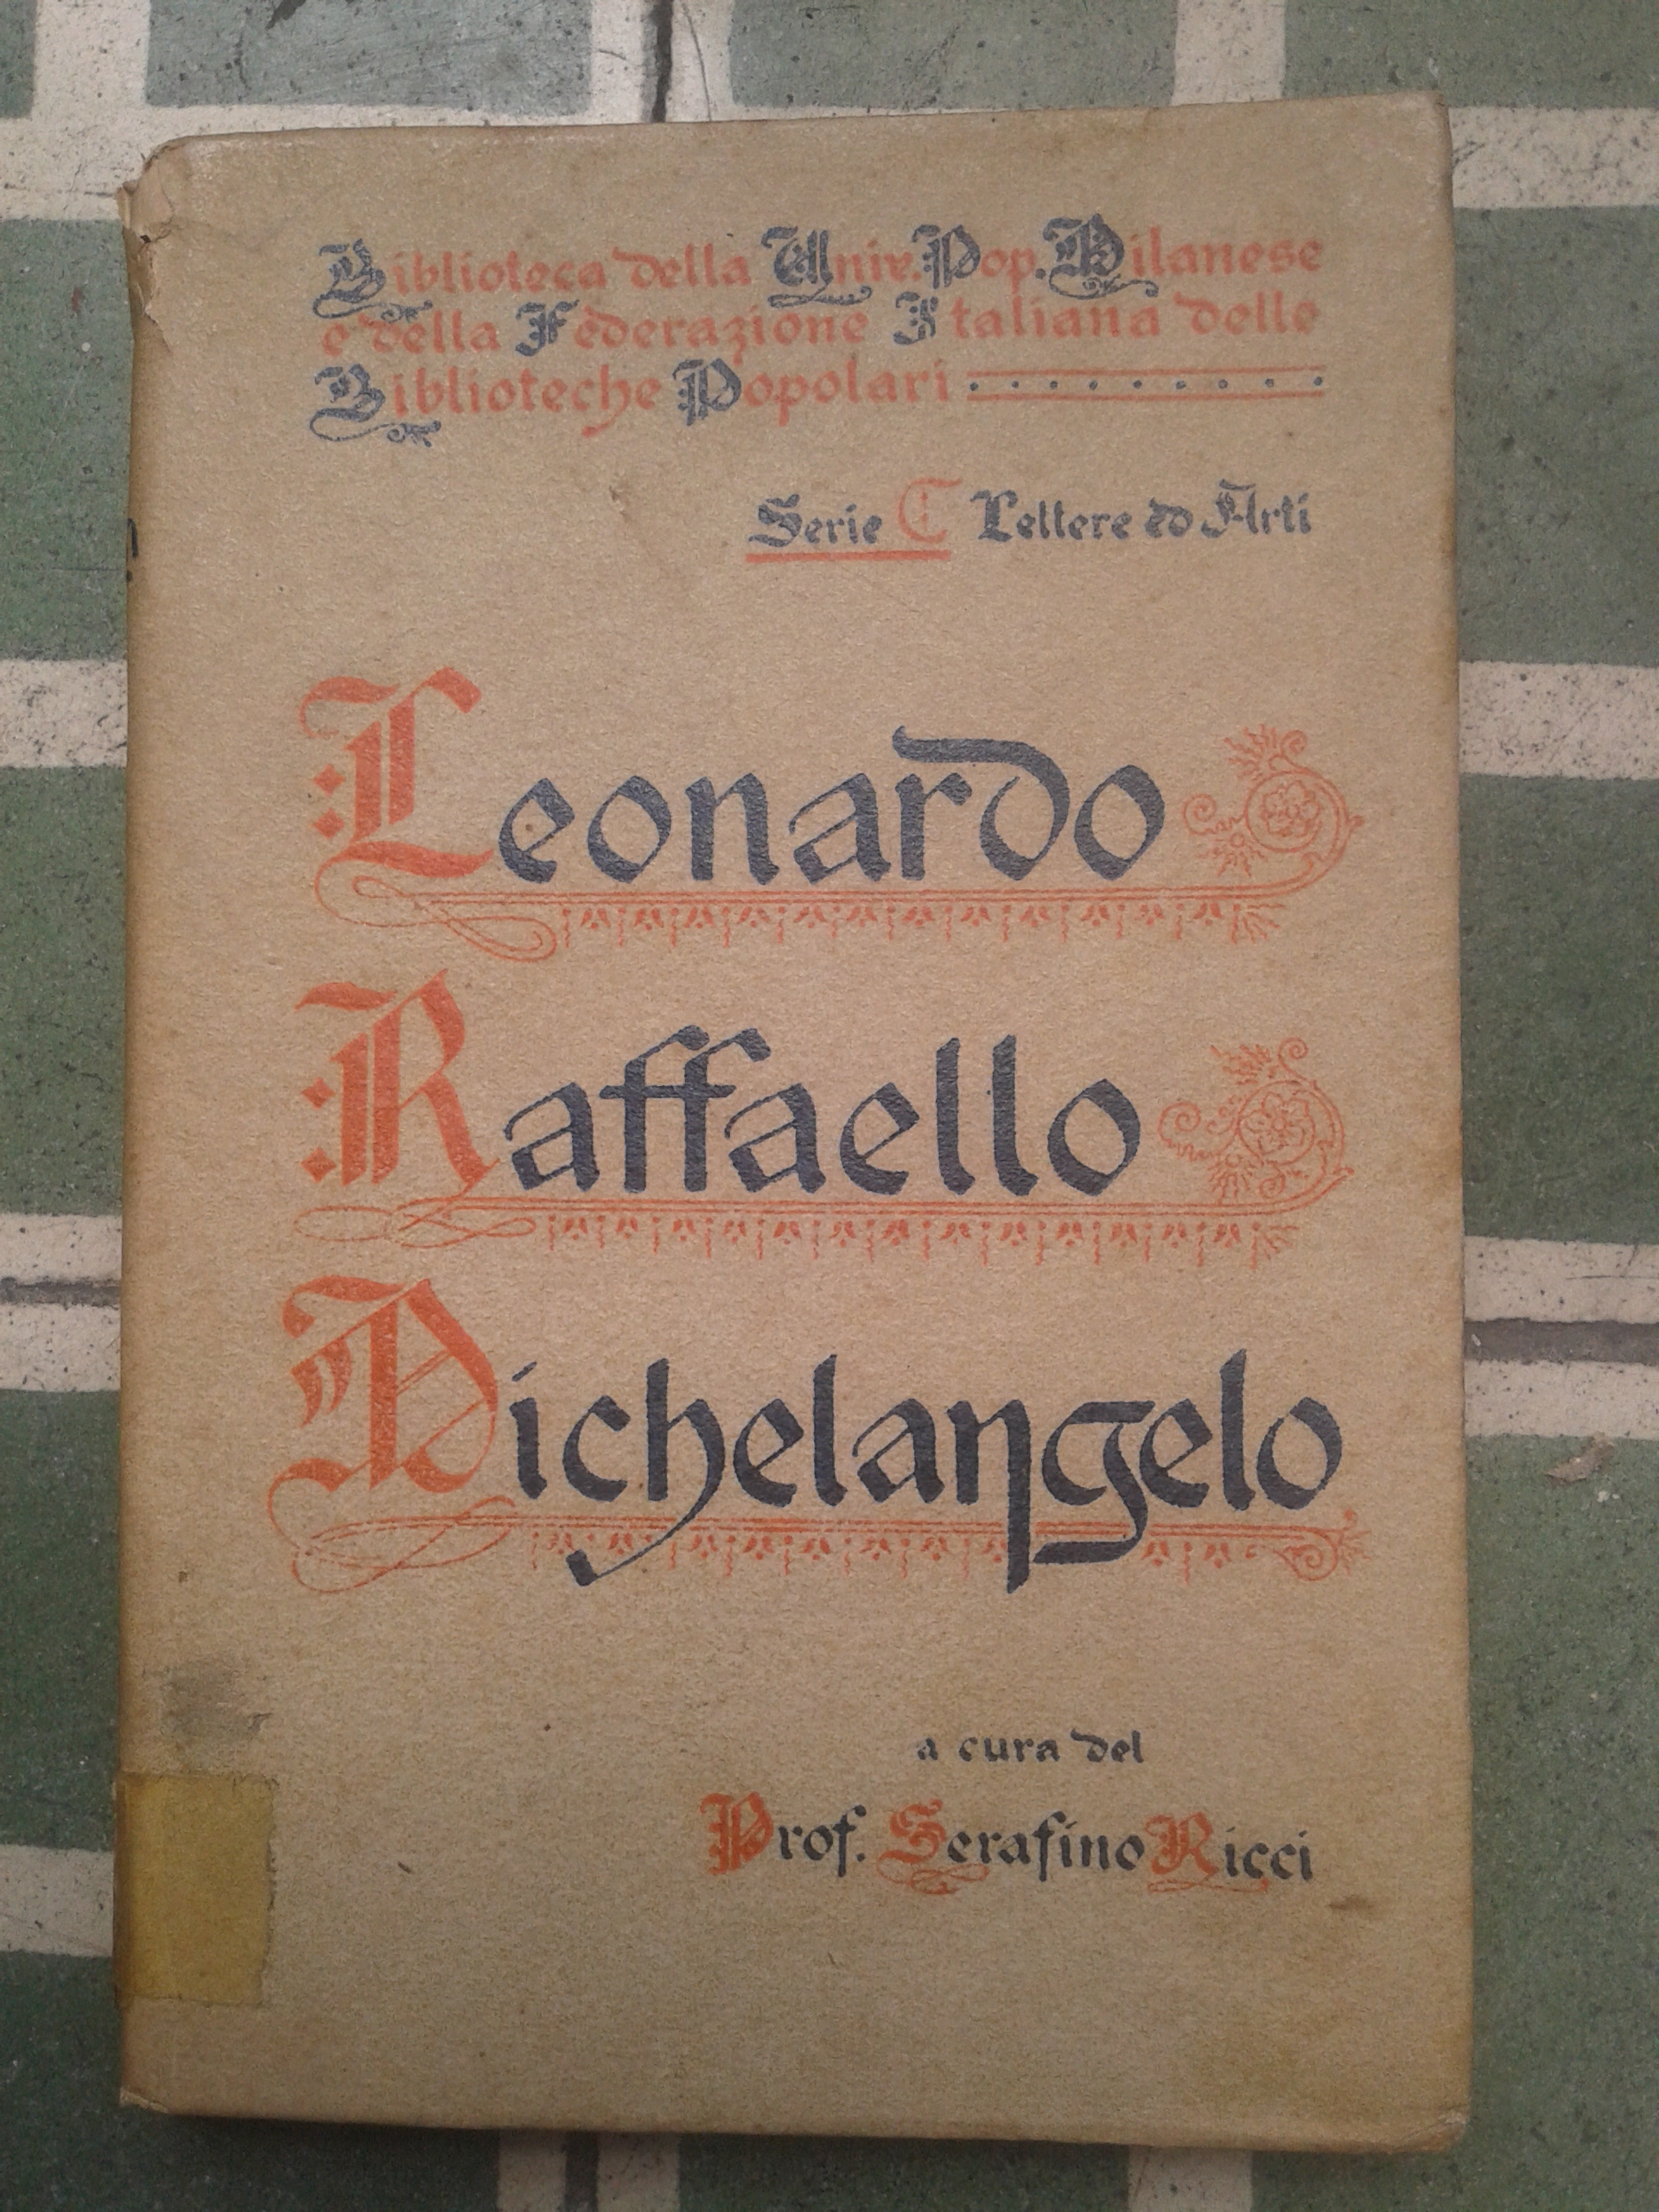 Biblioteca della Univ. Pop. Milanese
e della Federazione Italiana delle
Biblioteche Popolari
Serie C Lettere ed Arti
Leonardo
Raffaello
Michelangelo
a cura del
Prof. Serafino Ricci